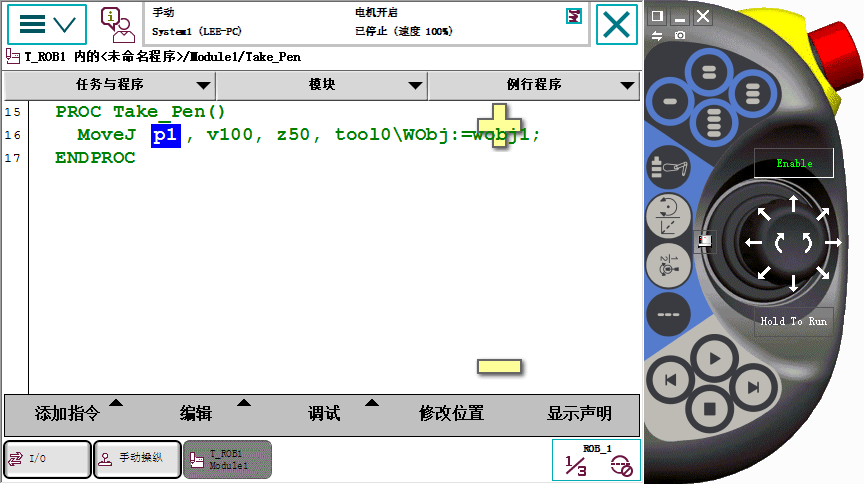 手动
System1 (LEE-PC)
电机开启
已停止 (速度 100%)
T_ROB1 内的<未命名程序>/Module1/Take_Pen
任务与程序
模块
例行程序
15 PROC Take_Pen()
16 MoveJ p1 , v100, z50, tool0\WObj:=wobj1;
17 ENDPROC
添加指令
编辑
调试
修改位置
显示声明
I/O
手动操纵
T_ROB1
Module1
ROB_1
1/3
Enable
1/2
Hold To Run